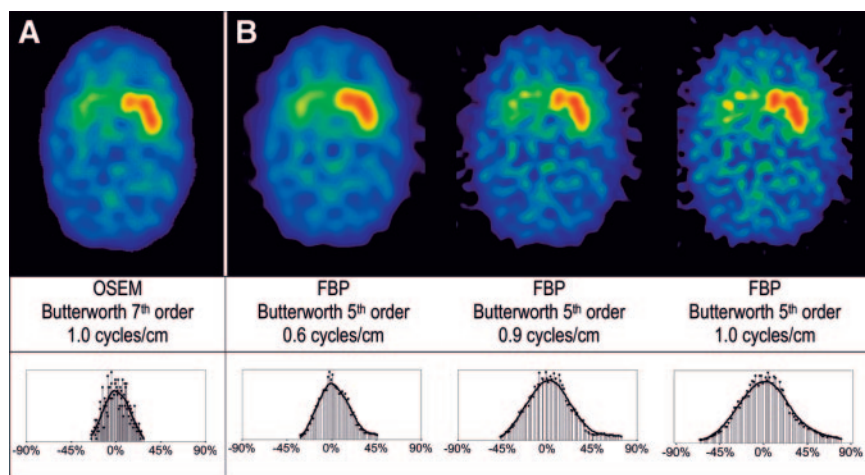 A
B
OSEM
Butterworth 7th order
1.0 cycles/cm
FBP
Butterworth 5th order
0.6 cycles/cm
FBP
Butterworth 5th order
0.9 cycles/cm
FBP
Butterworth 5th order
1.0 cycles/cm
-90% -45% 0% 45% 90%
-90% -45% 0% 45% 90%
-90% -45% 0% 45% 90%
-90% -45% 0% 45% 90%